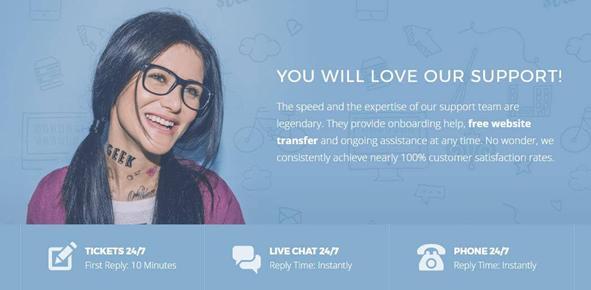 YOU WILL LOVE OUR SUPPORT!
The speed and the expertise of our support team are
legendary. They provide onboarding help, free website
transfer and ongoing assistance at any time. No wonder, we
consistently achieve nearly 100% customer satisfaction rates.
GEEK
TICKETS 24/7
First Reply: 10 Minutes
LIVE CHAT 24/7
Reply Time: Instantly
PHONE 24/7
Reply Time: Instantly